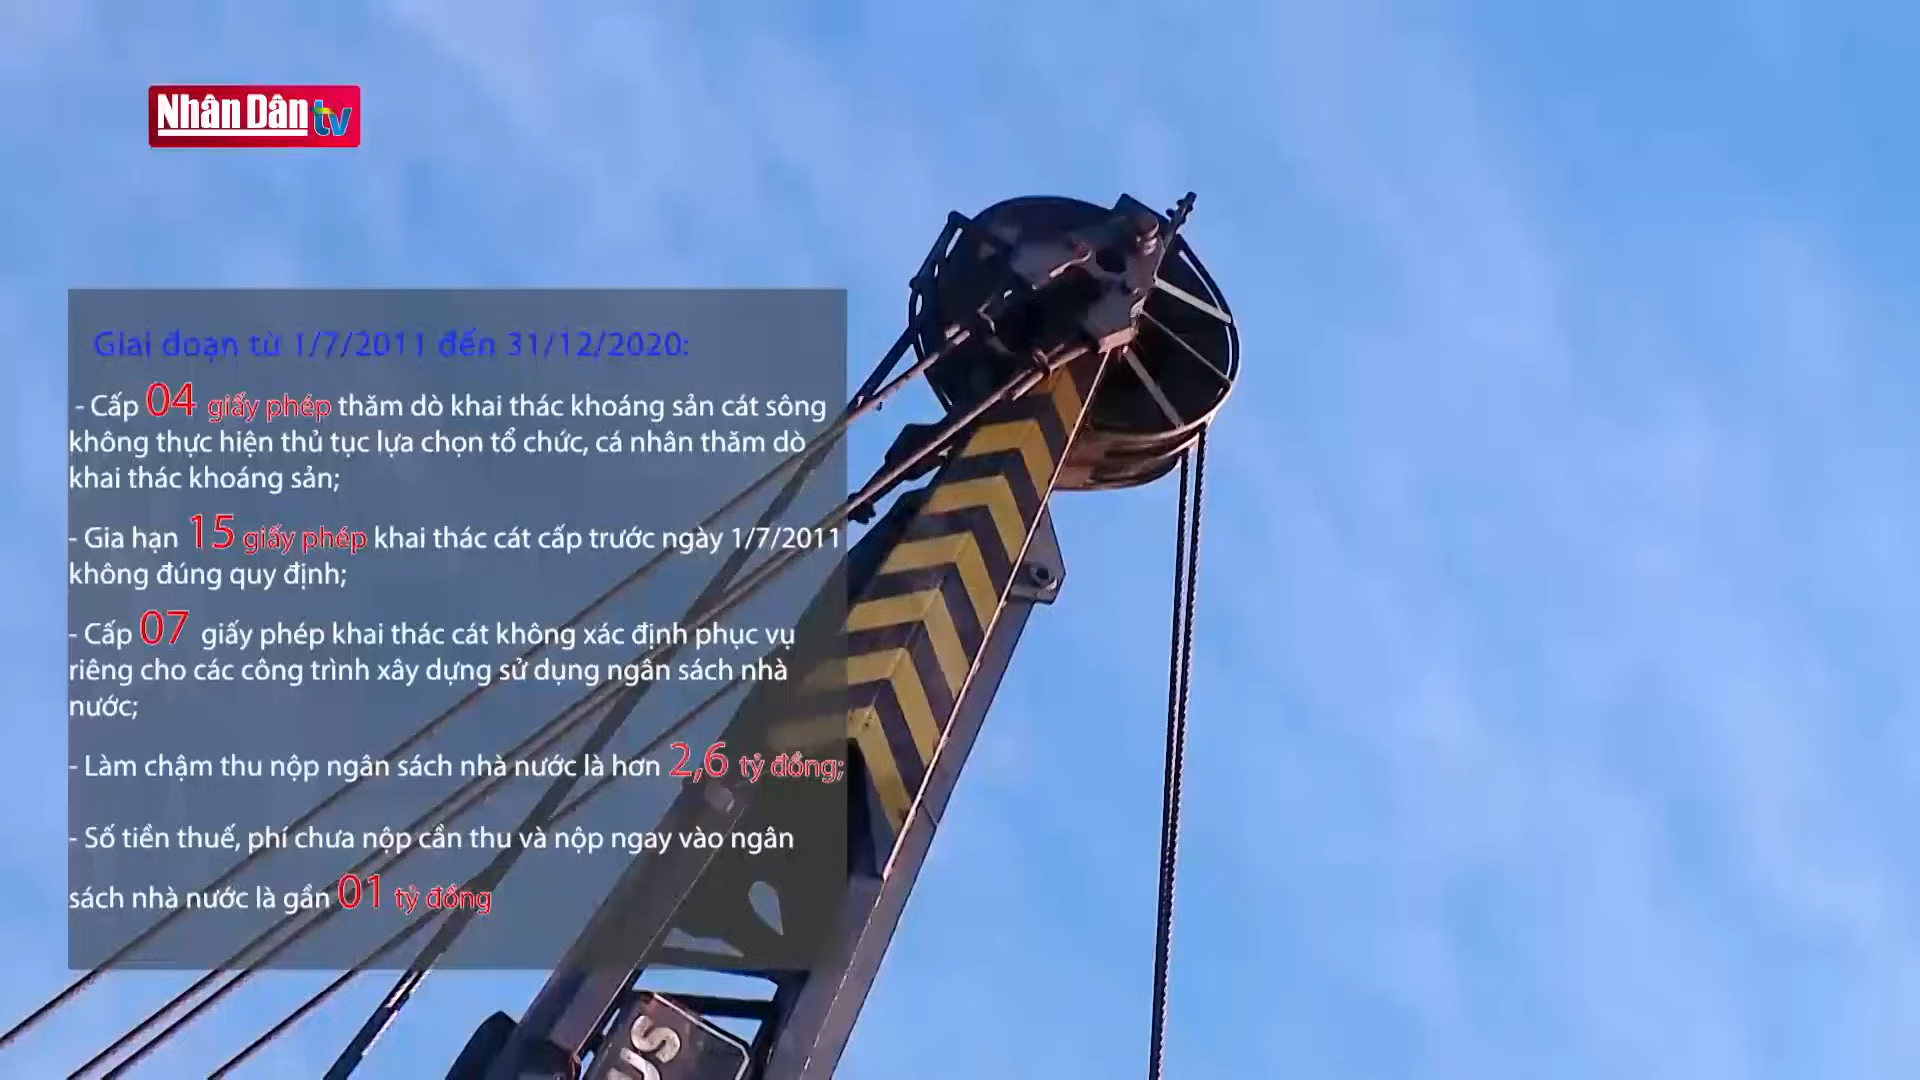 Nhân Dân tv
Giai đoạn từ 1/7/2011 đến 31/12/2020:
- Cấp 04 giấy phép thăm dò khai thác khoáng sản cát sông
không thực hiện thủ tục lựa chọn tổ chức, cá nhân thăm dò
khai thác khoáng sản;
- Gia hạn 15 giấy phép khai thác cát cấp trước ngày 1/7/2011
không đúng quy định;
- Cấp 07 giấy phép khai thác cát không xác định phục vụ
riêng cho các công trình xây dựng sử dụng ngân sách nhà
nước;
- Làm chậm thu nộp ngân sách nhà nước là hơn 2,6 tỷ đồng;
- Số tiền thuế, phí chưa nộp cần thu và nộp ngay vào ngân
sách nhà nước là gần 01 tỷ đồng